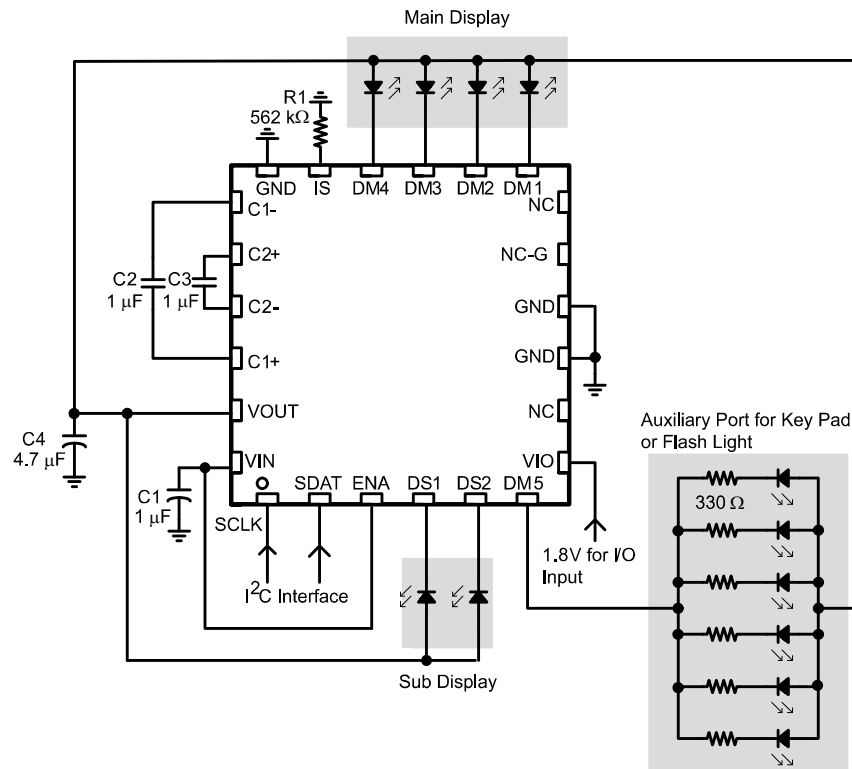 Main Display
R1
562 kΩ
GND
IS
DM4
DM3
DM2
DM1
C1-
NC
C2+
NC-G
C2
1 μF
C3
1 μF
C2-
GND
C1+
GND
VOUT
NC
C4
4.7 μF
VIN
VIO
Auxiliary Port for Key Pad
or Flash Light
C1
1 μF
SDAT
ENA
DS1
DS2
DM5
330 Ω
SCLK
1.8V for I/O
Input
I²C Interface
Sub Display